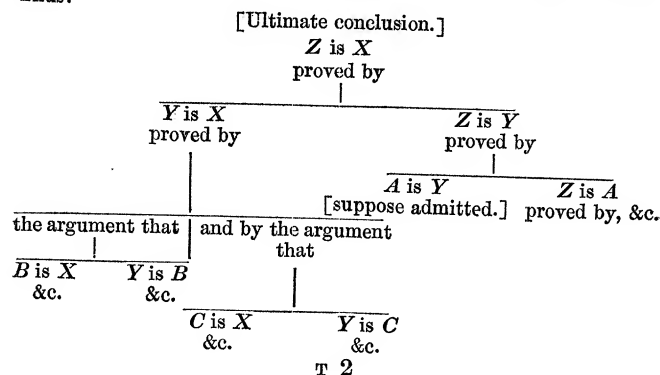 thus:
[Ultimate conclusion.]
Z is X
proved by
Y is X Z is Y
proved by proved by
A is Y Z is A
[suppose admitted.] proved by, &c.
the argument that and by the argument
that
B is X Y is B
&c. &c.
C is X Y is C
&c. &c.
T 2